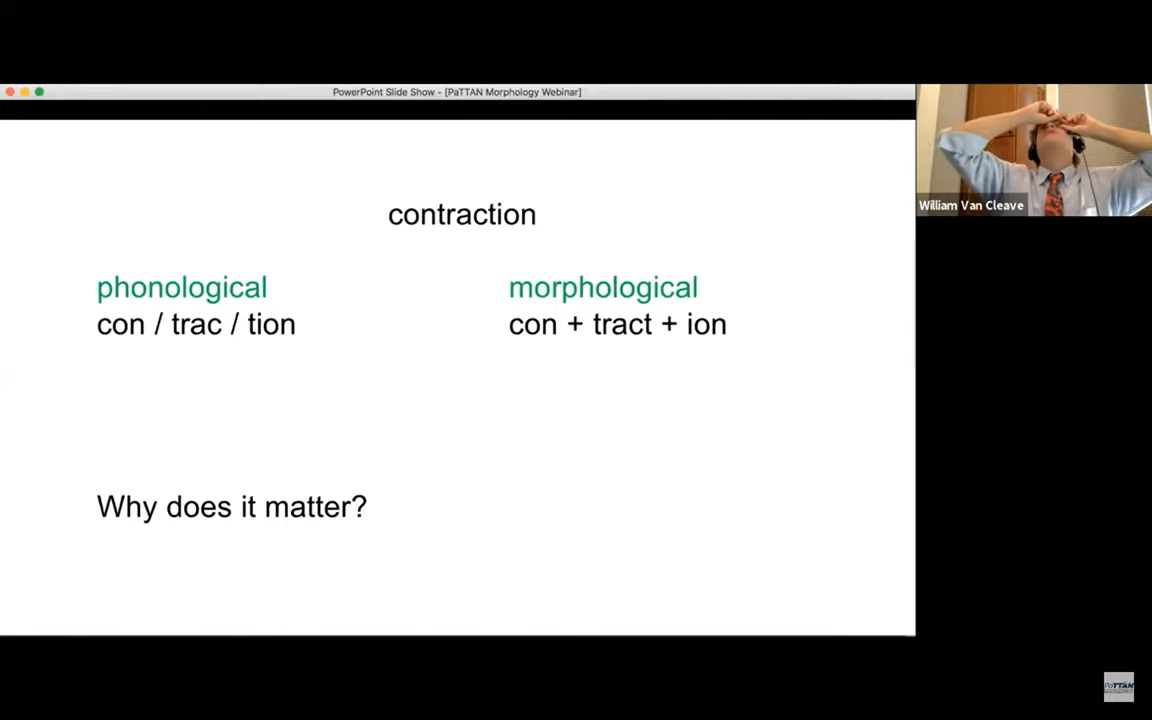 PowerPoint Slide Show - [PaTTAN Morphology Webinar]
William Van Cleave
contraction
phonological
morphological
con / trac / tion
con + tract + ion
Why does it matter?
PaTTAN